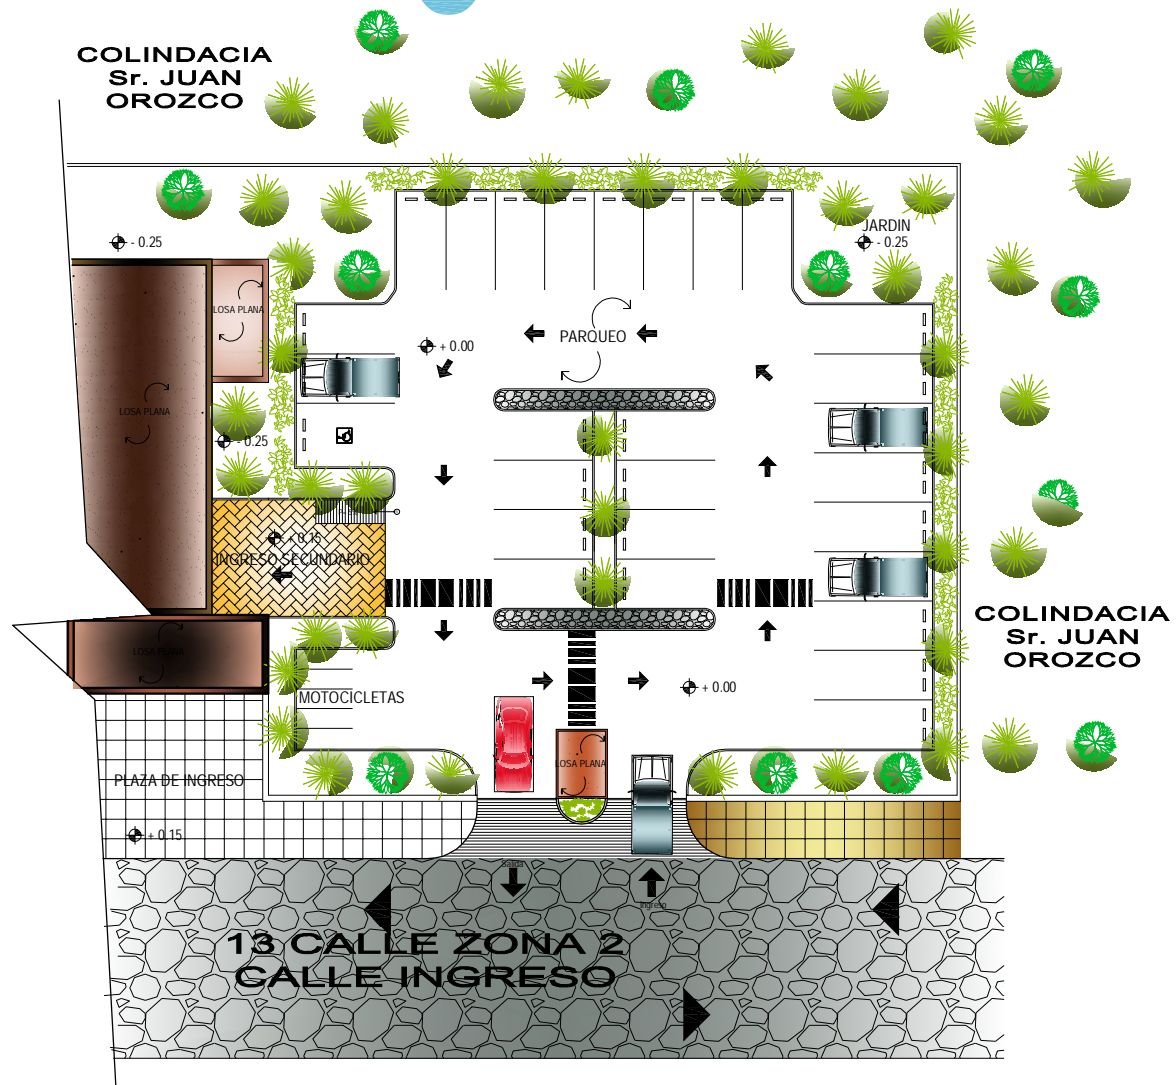 COLINDACIA
Sr. JUAN
OROZCO
JARDIN
- 0.25
- 0.25
LOSA PLANA
PARQUEO
+ 0.00
LOSA PLANA
- 0.25
+ 0.15
INGRESO SECUNDARIO
COLINDACIA
Sr. JUAN
OROZCO
LOSA PLANA
+ 0.00
MOTOCICLETAS
LOSA PLANA
PLAZA DE INGRESO
+ 0.15
Salida
Ingreso
13 CALLE ZONA 2
CALLE INGRESO